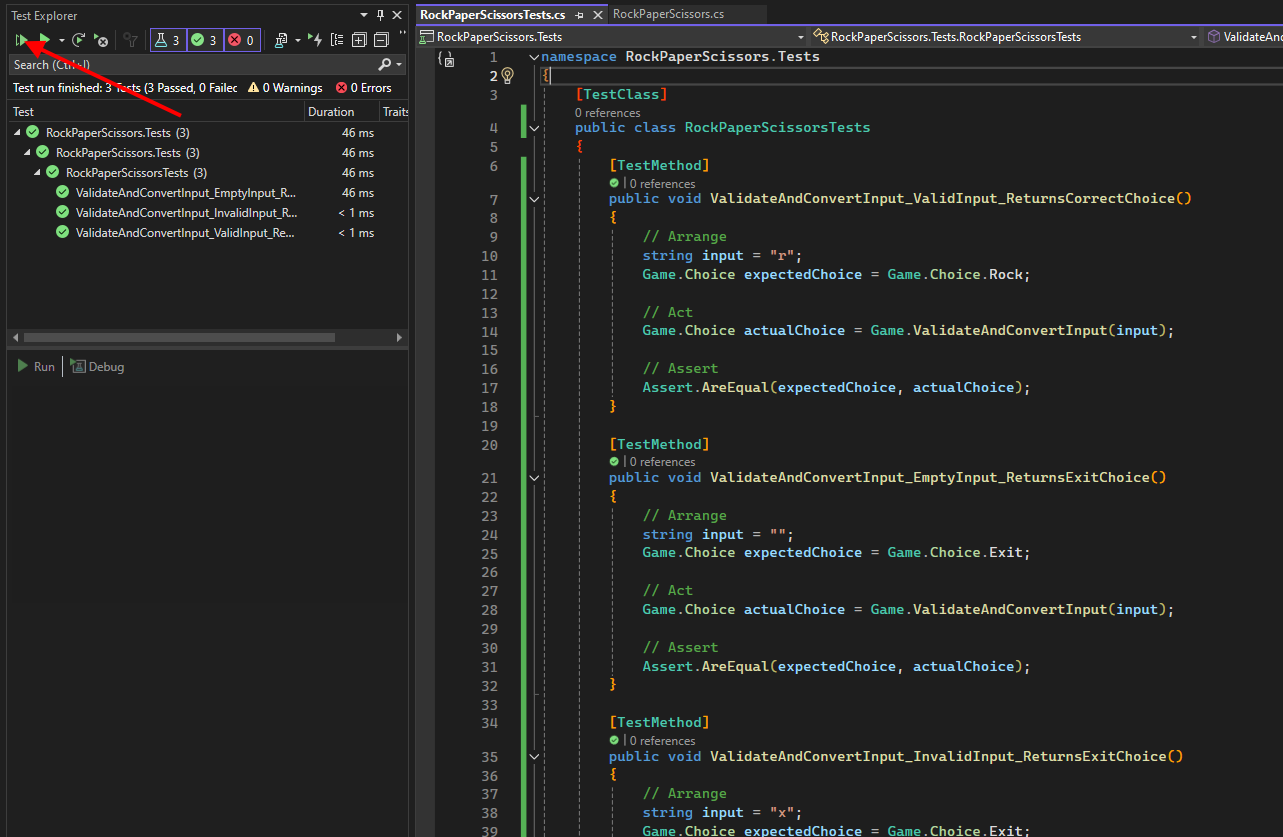 Test Explorer
3 3 0
Search (Ctrl+I)
Test run finished: 3 Tests (3 Passed, 0 Failed 0 Warnings 0 Errors
Test Duration Traits
RockPaperScissors.Tests (3) 46 ms
RockPaperScissors.Tests (3) 46 ms
RockPaperScissorsTests (3) 46 ms
ValidateAndConvertInput_EmptyInput_R... 46 ms
ValidateAndConvertInput_InvalidInput_R... < 1 ms
ValidateAndConvertInput_ValidInput_Re... < 1 ms
Run Debug
RockPaperScissorsTests.cs RockPaperScissors.cs
RockPaperScissors.Tests RockPaperScissors.Tests.RockPaperScissorsTests ValidateAnd
1 namespace RockPaperScissors.Tests
2 {
3 [TestClass]
0 references
4 public class RockPaperScissorsTests
5 {
6 [TestMethod]
| 0 references
7 public void ValidateAndConvertInput_ValidInput_ReturnsCorrectChoice()
8 {
9 // Arrange
10 string input = "r";
11 Game.Choice expectedChoice = Game.Choice.Rock;
12
13 // Act
14 Game.Choice actualChoice = Game.ValidateAndConvertInput(input);
15
16 // Assert
17 Assert.AreEqual(expectedChoice, actualChoice);
18 }
19
20 [TestMethod]
| 0 references
21 public void ValidateAndConvertInput_EmptyInput_ReturnsExitChoice()
22 {
23 // Arrange
24 string input = "";
25 Game.Choice expectedChoice = Game.Choice.Exit;
26
27 // Act
28 Game.Choice actualChoice = Game.ValidateAndConvertInput(input);
29
30 // Assert
31 Assert.AreEqual(expectedChoice, actualChoice);
32 }
33
34 [TestMethod]
| 0 references
35 public void ValidateAndConvertInput_InvalidInput_ReturnsExitChoice()
36 {
37 // Arrange
38 string input = "x";
39 Game.Choice expectedChoice = Game.Choice.Exit;